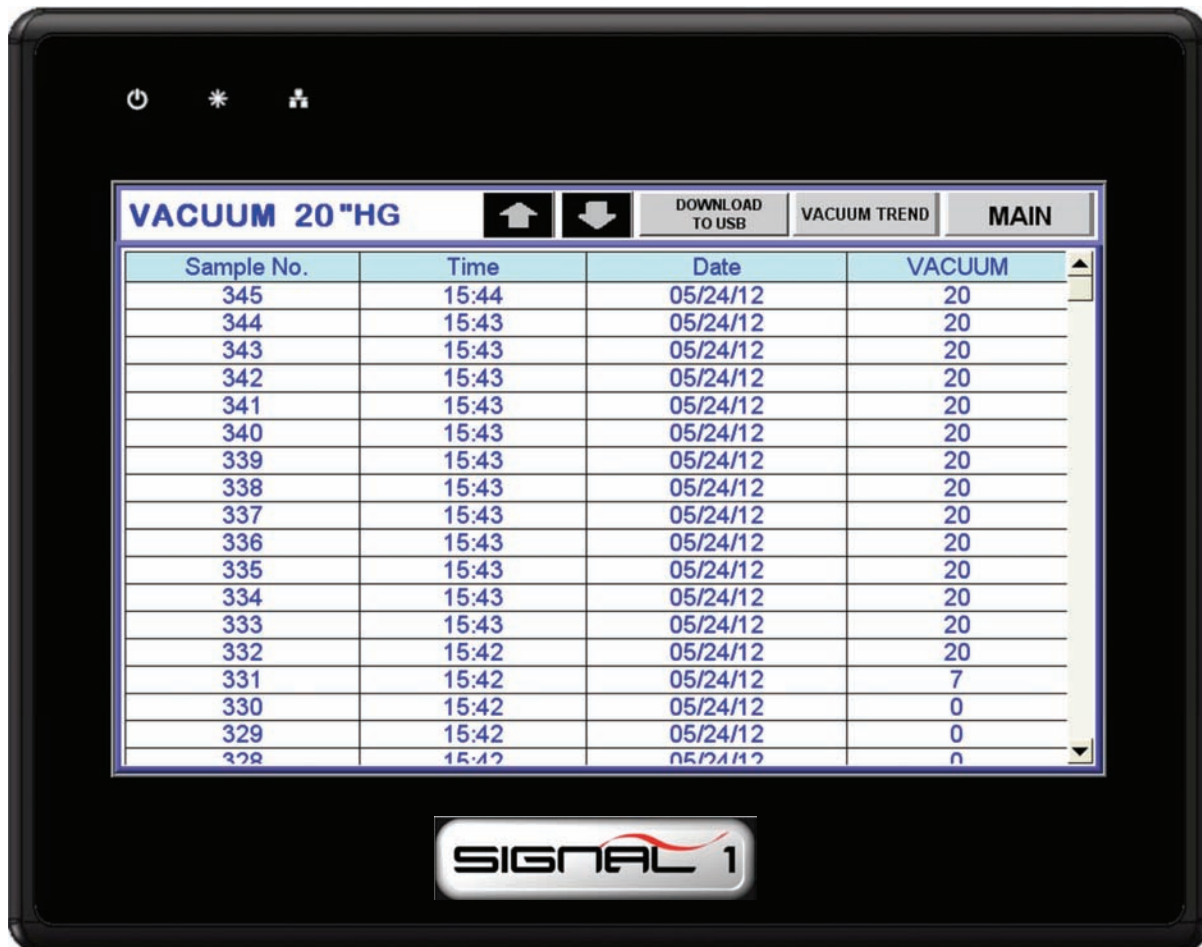 VACUUM 20"HG
DOWNLOAD
TO USB
VACUUM TREND
MAIN
Sample No. Time Date VACUUM
345 15:44 05/24/12 20
344 15:43 05/24/12 20
343 15:43 05/24/12 20
342 15:43 05/24/12 20
341 15:43 05/24/12 20
340 15:43 05/24/12 20
339 15:43 05/24/12 20
338 15:43 05/24/12 20
337 15:43 05/24/12 20
336 15:43 05/24/12 20
335 15:43 05/24/12 20
334 15:43 05/24/12 20
333 15:43 05/24/12 20
332 15:42 05/24/12 20
331 15:42 05/24/12 7
330 15:42 05/24/12 0
329 15:42 05/24/12 0
328 15:42 05/24/12 0
SIGNAL 1